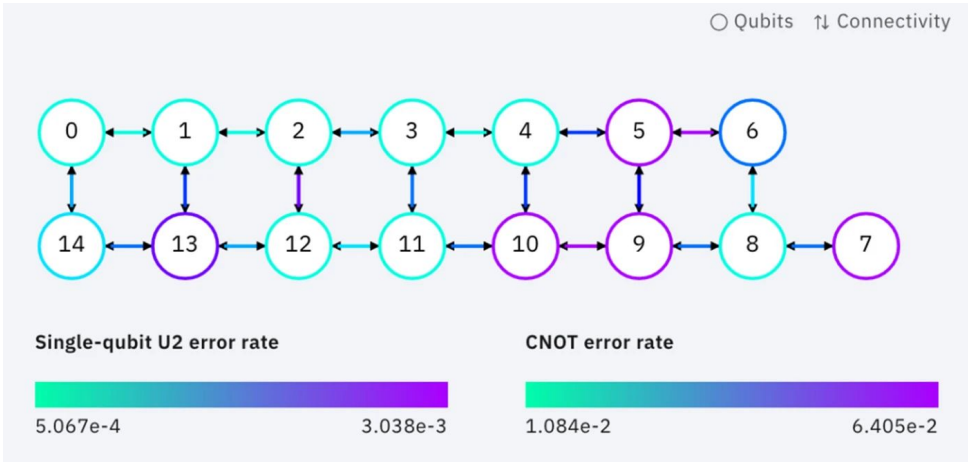 Qubits Connectivity
0 1 2 3 4 5 6
14 13 12 11 10 9 8 7
Single-qubit U2 error rate CNOT error rate
5.067e-4 3.038e-3 1.084e-2 6.405e-2